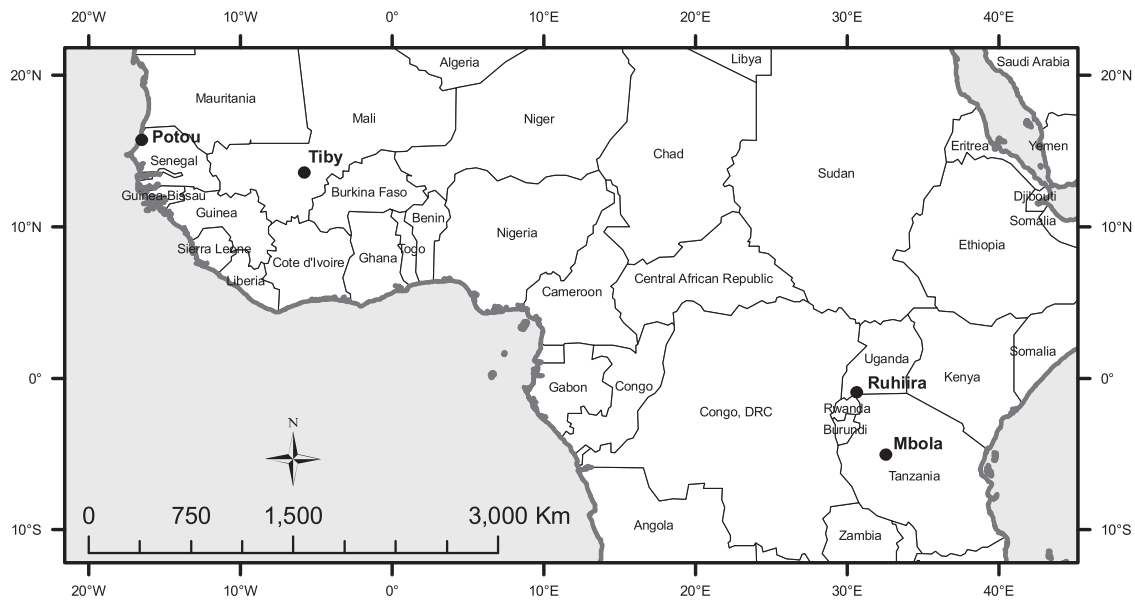 20°W 10°W 0° 10°E 20°E 30°E 40°E
Algeria Libya Saudi Arabia
20°N 20°N
Mauritania
Mali Niger
Potou Eritrea Yemen
Tiby Chad
Senegal Sudan
Burkina Faso
Guinea-Bissau Djibouti
Guinea Benin Somalia
10°N 10°N
Nigeria
Sierra Leone Ethiopia
Cote d'Ivoire Ghana Togo
Liberia Central African Republic
Cameroon
Somalia
Uganda
0° Kenya 0°
Ruhiira
Gabon Congo
Congo, DRC Rwanda
N Burundi
Mbola
Tanzania
0 750 1,500 3,000 Km
10°S Angola 10°S
Zambia
20°W 10°W 0° 10°E 20°E 30°E 40°E